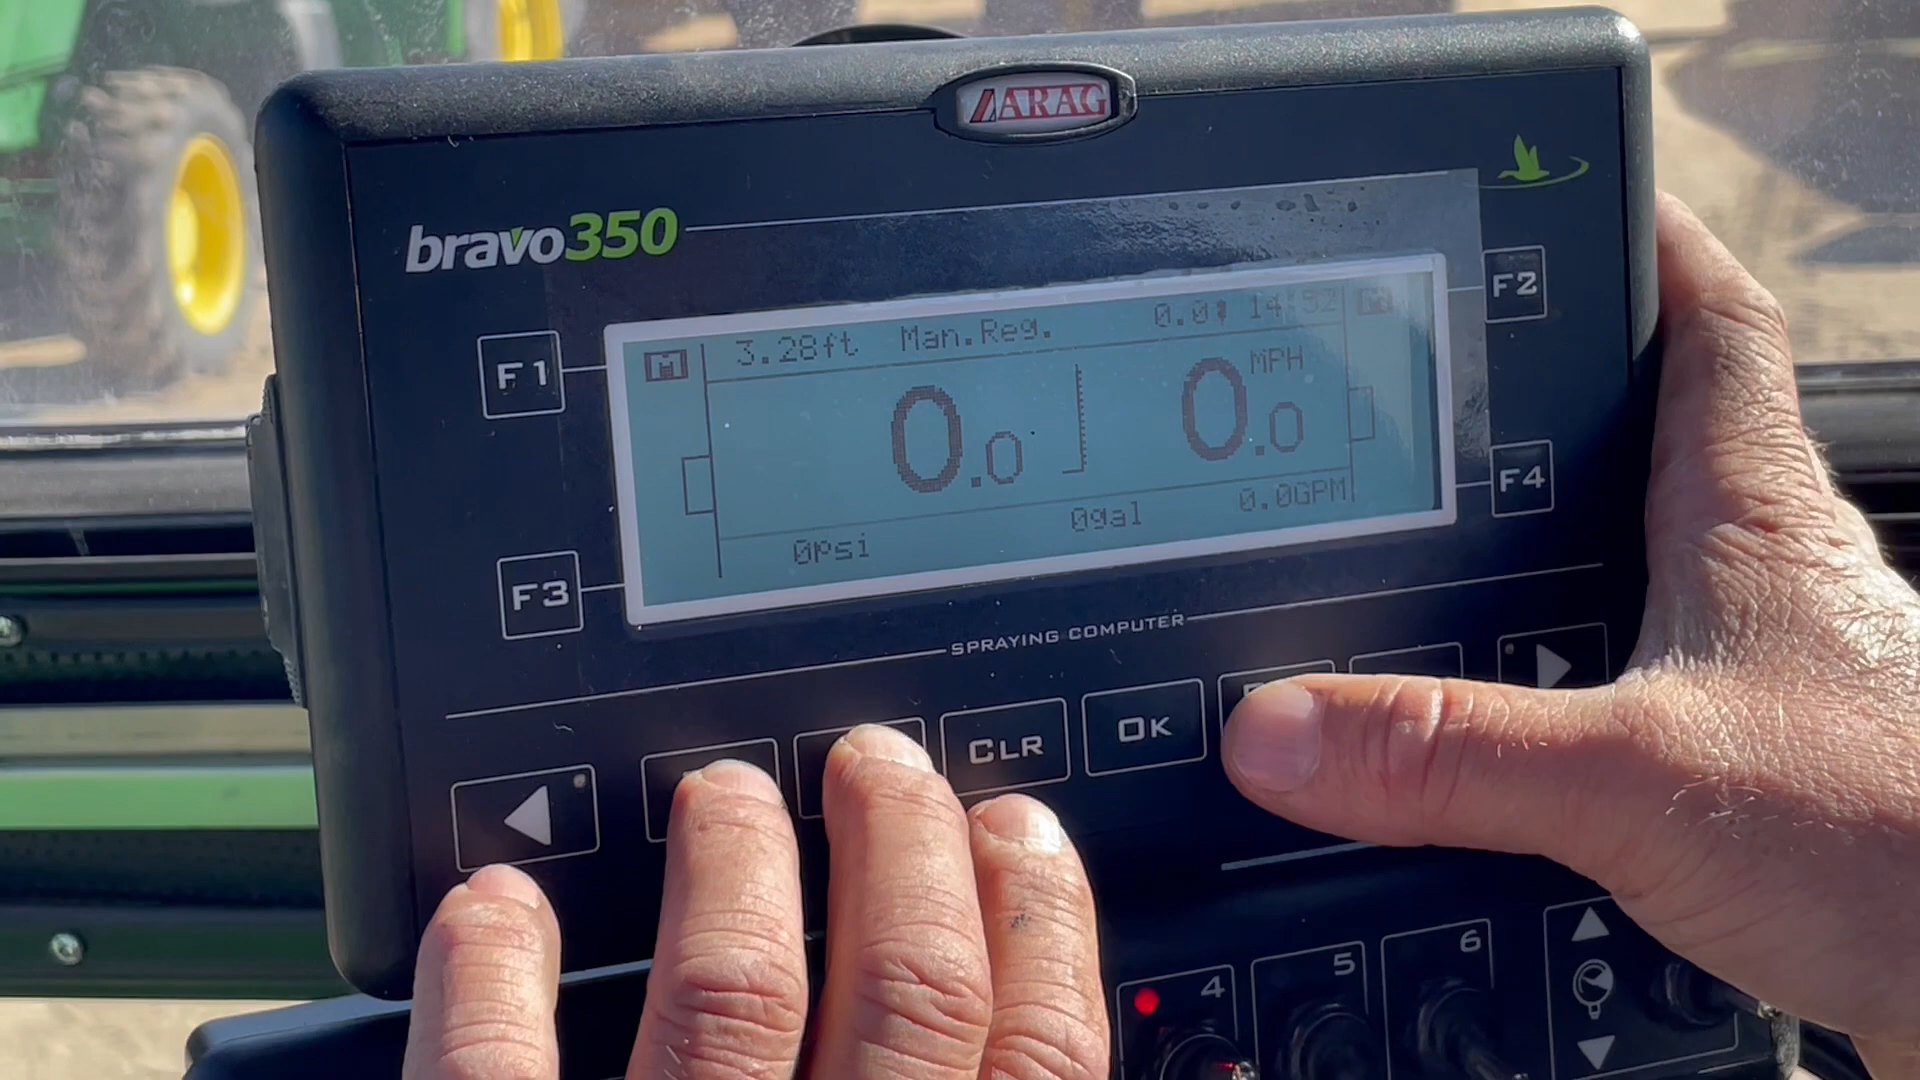 ARAG
bravo350
F1
F2
F3
F4
3.28ft Man.Reg. 0.0 14:52
0.0
0.0
MPH
0psi 0gal 0.0GPM
SPRAYING COMPUTER
CLR
OK
4
5
6